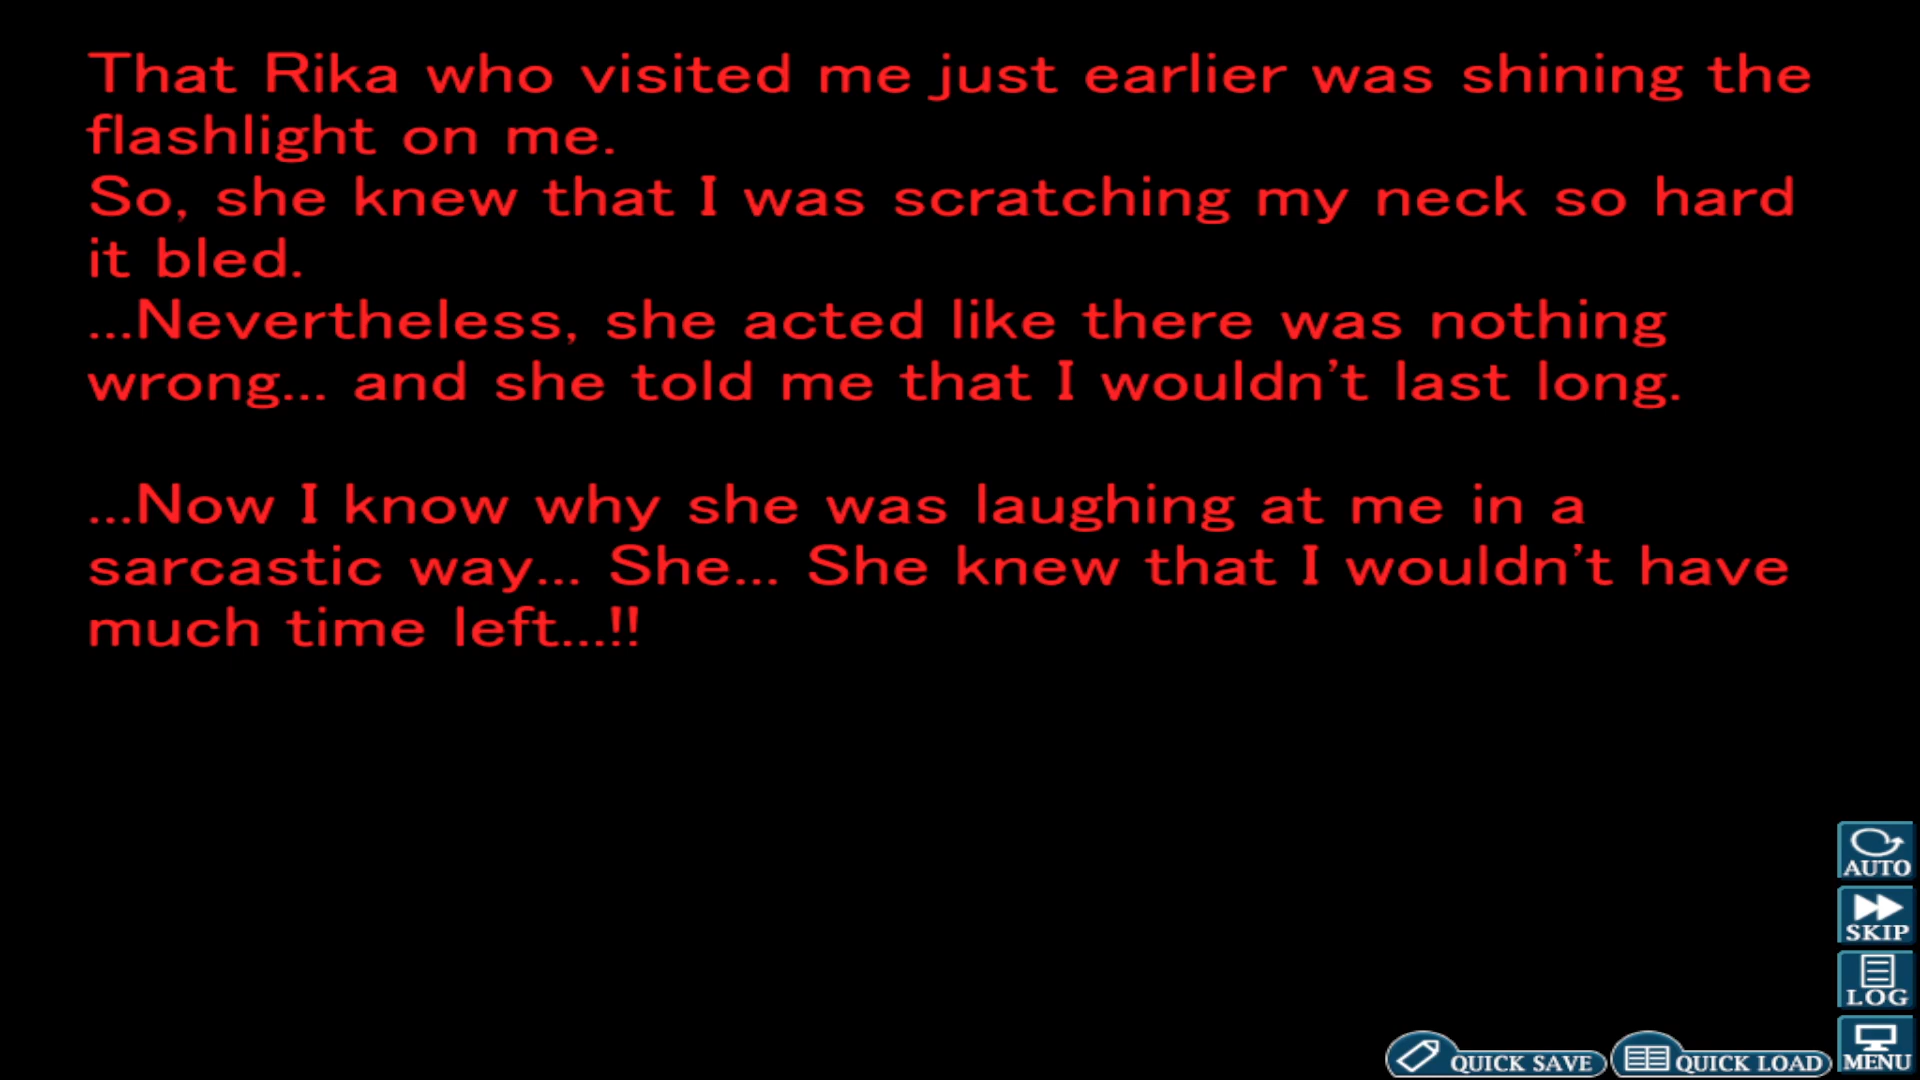 That Rika who visited me just earlier was shining the
flashlight on me.
So, she knew that I was scratching my neck so hard
it bled.
...Nevertheless, she acted like there was nothing
wrong... and she told me that I wouldn't last long.
...Now I know why she was laughing at me in a
sarcastic way... She... She knew that I wouldn't have
much time left...!!
AUTO
SKIP
LOG
QUICK SAVE
QUICK LOAD
MENU